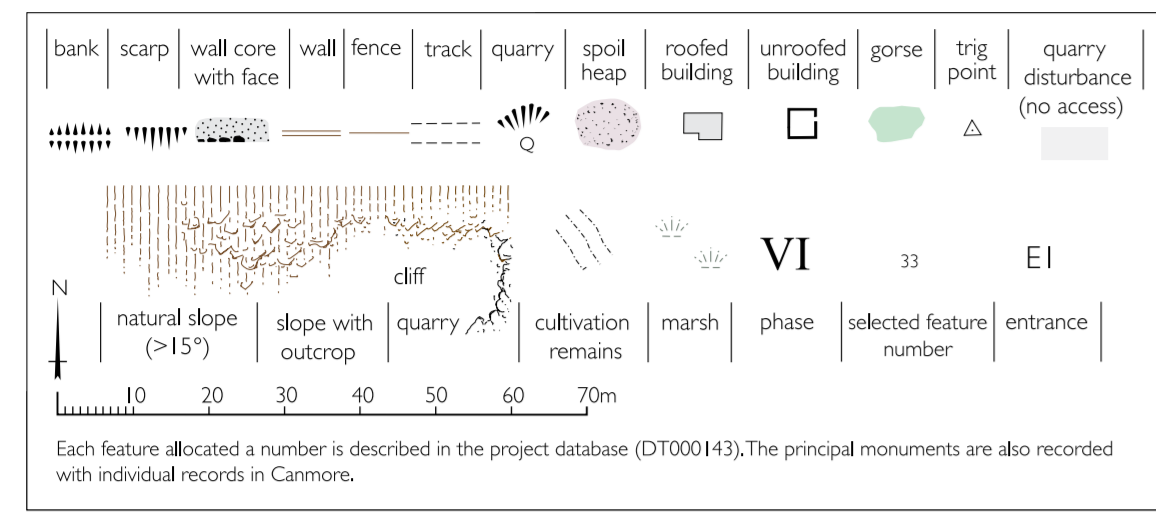 bank scarp wall core wall fence track quarry spoil roofed unroofed gorse trig quarry
with face heap building building point disturbance
(no access)
Q
VI 33 E1
cliff
N
natural slope slope with quarry cultivation marsh phase selected feature entrance
(>15°) outcrop remains number
10 20 30 40 50 60 70m
Each feature allocated a number is described in the project database (DT000143). The principal monuments are also recorded
with individual records in Canmore.